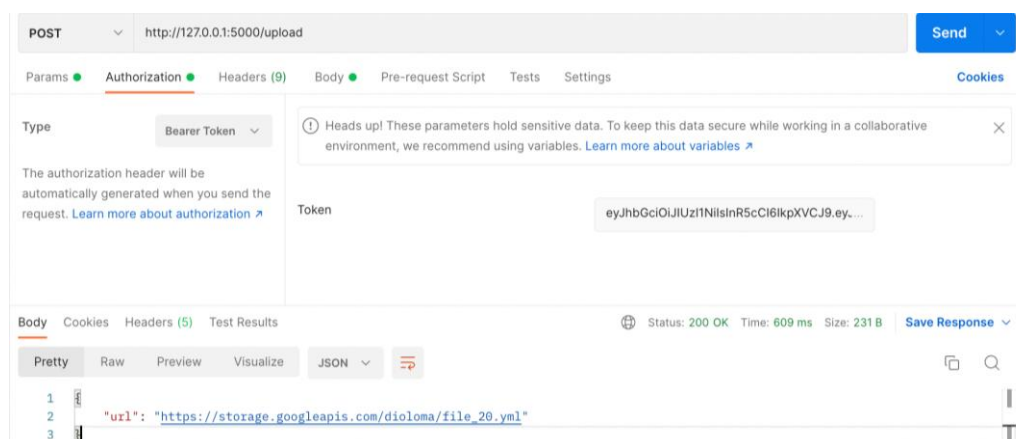 POST http://127.0.0.1:5000/upload Send
Params Authorization Headers (9) Body Pre-request Script Tests Settings Cookies
Type Bearer Token
The authorization header will be
automatically generated when you send the
request. Learn more about authorization ↗
Heads up! These parameters hold sensitive data. To keep this data secure while working in a collaborative
environment, we recommend using variables. Learn more about variables ↗
Token eyJhbGciOiJIUzI1NiIsInR5cCI6IkpXVCJ9.ey....
Body Cookies Headers (5) Test Results Status: 200 OK Time: 609 ms Size: 231 B Save Response
Pretty Raw Preview Visualize JSON
1 {
2 "url": "https://storage.googleapis.com/dioloma/file_20.yml"
3 }